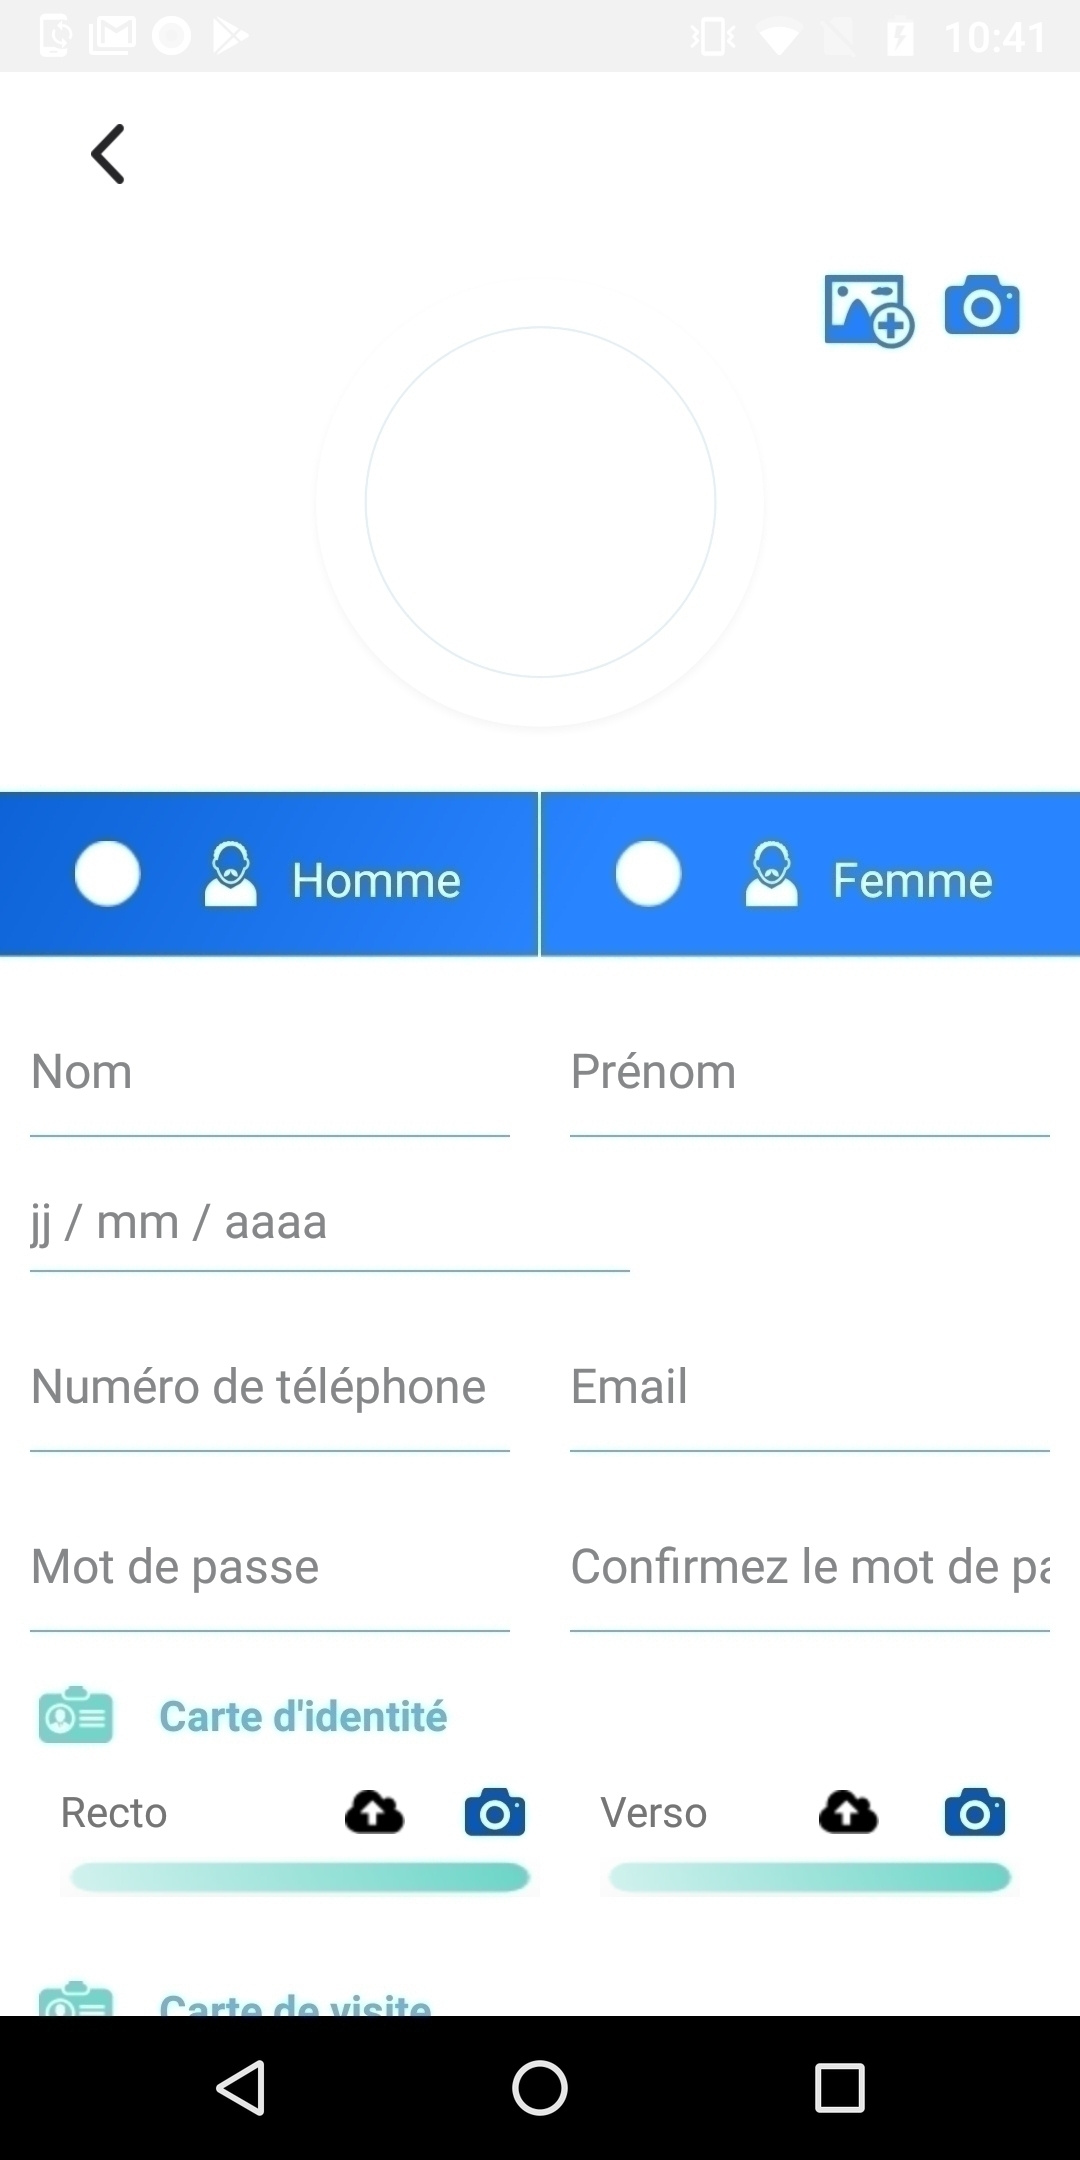 10:41
Homme
Femme
Nom
Prénom
jj / mm / aaaa
Numéro de téléphone
Email
Mot de passe
Confirmez le mot de pa
Carte d'identité
Recto
Verso
Carte de visite